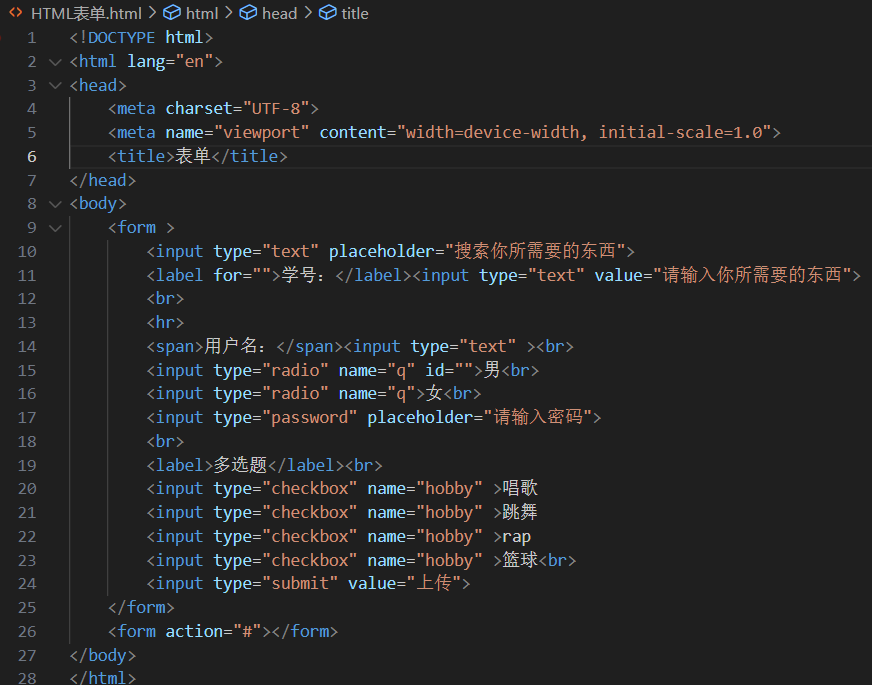 HTML表单.html > html > head > title
1 <!DOCTYPE html>
2 <html lang="en">
3 <head>
4 <meta charset="UTF-8">
5 <meta name="viewport" content="width=device-width, initial-scale=1.0">
6 <title>表单</title>
7 </head>
8 <body>
9 <form >
10 <input type="text" placeholder="搜索你所需要的东西">
11 <label for="">学号：</label><input type="text" value="请输入你所需要的东西">
12 <br>
13 <hr>
14 <span>用户名：</span><input type="text" ><br>
15 <input type="radio" name="q" id="">男<br>
16 <input type="radio" name="q">女<br>
17 <input type="password" placeholder="请输入密码">
18 <br>
19 <label>多选题</label><br>
20 <input type="checkbox" name="hobby" >唱歌
21 <input type="checkbox" name="hobby" >跳舞
22 <input type="checkbox" name="hobby" >rap
23 <input type="checkbox" name="hobby" >篮球<br>
24 <input type="submit" value="上传">
25 </form>
26 <form action="#"></form>
27 </body>
28 </html>